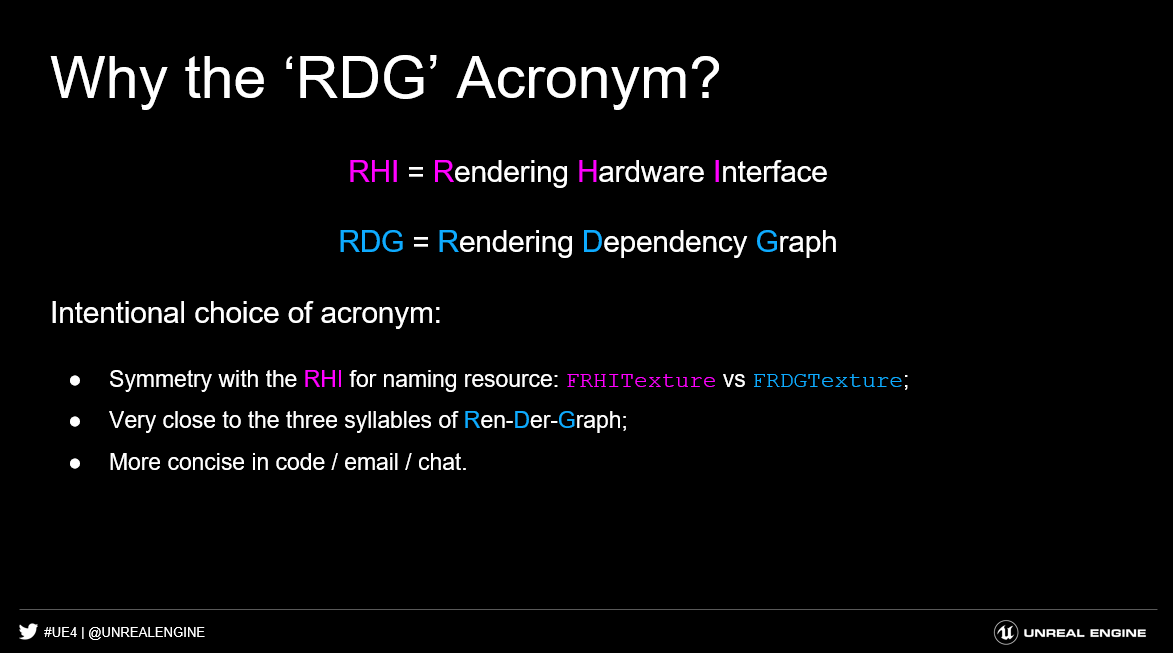 Why the ‘RDG’ Acronym?
RHI = Rendering Hardware Interface
RDG = Rendering Dependency Graph
Intentional choice of acronym:
● Symmetry with the RHI for naming resource: FRHITexture vs FRDGTexture;
● Very close to the three syllables of Ren-Der-Graph;
● More concise in code / email / chat.
#UE4 | @UNREALENGINE
UNREAL ENGINE